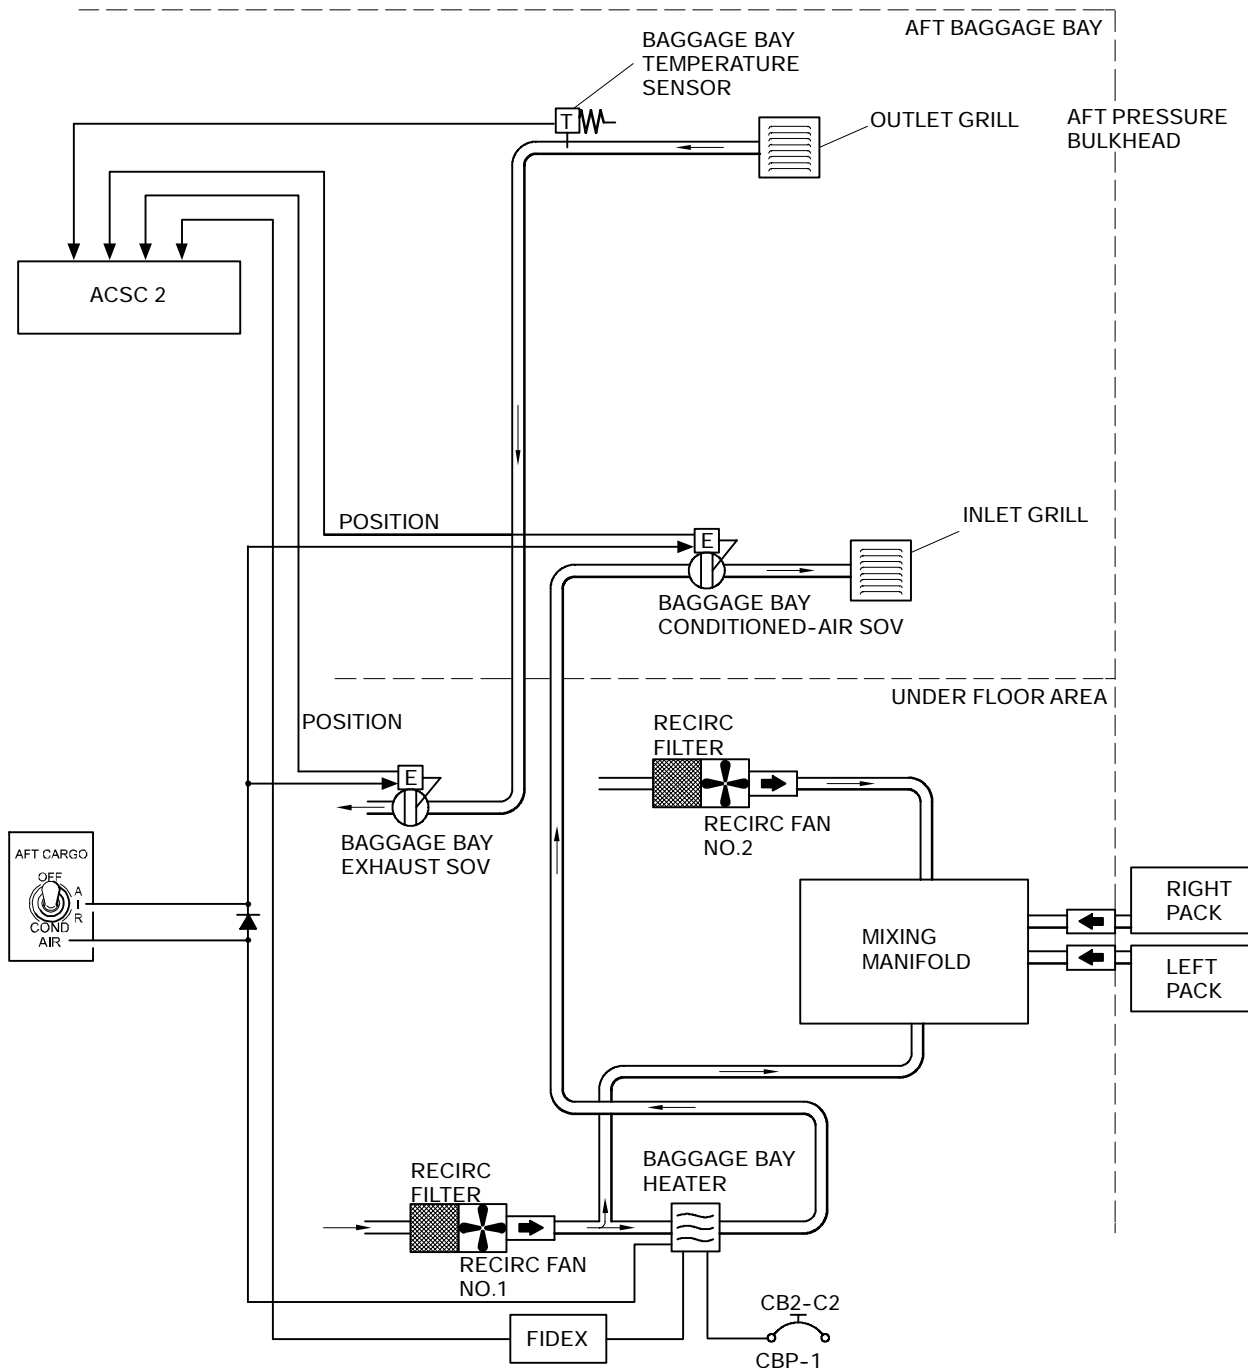 AFT BAGGAGE BAY
BAGGAGE BAY
TEMPERATURE
SENSOR
T
OUTLET GRILL
AFT PRESSURE
BULKHEAD
ACSC 2
POSITION
INLET GRILL
E
BAGGAGE BAY
CONDITIONED-AIR SOV
UNDER FLOOR AREA
POSITION
RECIRC
FILTER
E
RECIRC FAN
NO.2
BAGGAGE BAY
EXHAUST SOV
AFT CARGO
OFF
A
I
R
COND
AIR
MIXING
MANIFOLD
RIGHT
PACK
LEFT
PACK
RECIRC
FILTER
BAGGAGE BAY
HEATER
RECIRC FAN
NO.1
FIDEX
CB2-C2
CBP-1